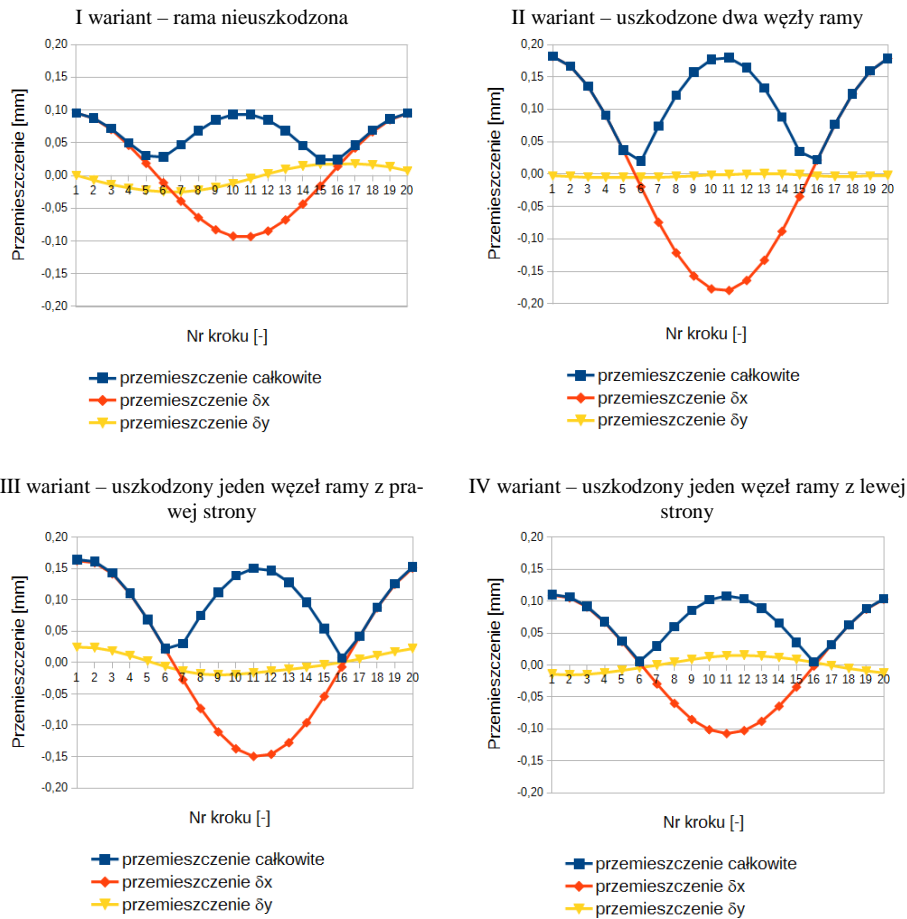 I wariant – rama nieuszkodzona
0,20
0,15
0,10
0,05
0,00
-0,05
-0,10
-0,15
-0,20
1 2 3 4 5 6 7 8 9 10 11 12 13 14 15 16 17 18 19 20
Przemieszczenie [mm]
Nr kroku [-]
przemieszczenie całkowite
przemieszczenie δx
przemieszczenie δy
II wariant – uszkodzone dwa węzły ramy
0,20
0,15
0,10
0,05
0,00
-0,05
-0,10
-0,15
-0,20
1 2 3 4 5 6 7 8 9 10 11 12 13 14 15 16 17 18 19 20
Przemieszczenie [mm]
Nr kroku [-]
przemieszczenie całkowite
przemieszczenie δx
przemieszczenie δy
III wariant – uszkodzony jeden węzeł ramy z pra-
wej strony
0,20
0,15
0,10
0,05
0,00
-0,05
-0,10
-0,15
-0,20
1 2 3 4 5 6 7 8 9 10 11 12 13 14 15 16 17 18 19 20
Przemieszczenie [mm]
Nr kroku [-]
przemieszczenie całkowite
przemieszczenie δx
przemieszczenie δy
IV wariant – uszkodzony jeden węzeł ramy z lewej
strony
0,20
0,15
0,10
0,05
0,00
-0,05
-0,10
-0,15
-0,20
1 2 3 4 5 6 7 8 9 10 11 12 13 14 15 16 17 18 19 20
Przemieszczenie [mm]
Nr kroku [-]
przemieszczenie całkowite
przemieszczenie δx
przemieszczenie δy